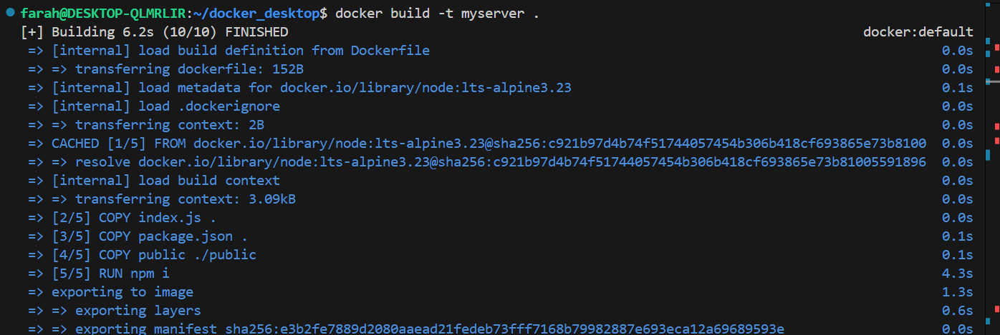 farah@DESKTOP-QLMRLIR:~/docker_desktop$ docker build -t myserver .
[+] Building 6.2s (10/10) FINISHED docker:default
=> [internal] load build definition from Dockerfile 0.0s
=> => transferring dockerfile: 152B 0.0s
=> [internal] load metadata for docker.io/library/node:lts-alpine3.23 0.1s
=> [internal] load .dockerignore 0.0s
=> => transferring context: 2B 0.0s
=> CACHED [1/5] FROM docker.io/library/node:lts-alpine3.23@sha256:c921b97d4b74f51744057454b306b418cf693865e73b8100 0.0s
=> => resolve docker.io/library/node:lts-alpine3.23@sha256:c921b97d4b74f51744057454b306b418cf693865e73b81005591896 0.0s
=> [internal] load build context 0.0s
=> => transferring context: 3.09kB 0.0s
=> [2/5] COPY index.js . 0.0s
=> [3/5] COPY package.json . 0.1s
=> [4/5] COPY public ./public 0.1s
=> [5/5] RUN npm i 4.3s
=> exporting to image 1.3s
=> => exporting layers 0.6s
=> => exporting manifest sha256:e3b2fe7889d2080aaead21fedeb73fff7168b79982887e693eca12a69689593e 0.0s